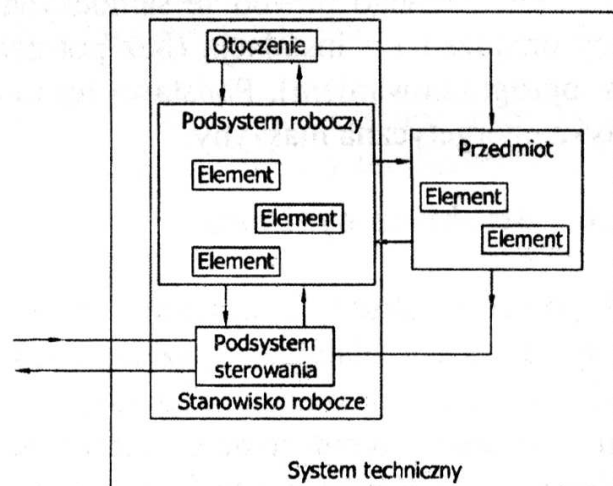 Otoczenie
Podsystem roboczy
Element
Element
Element
Przedmiot
Element
Element
Podsystem
sterowania
Stanowisko robocze
System techniczny